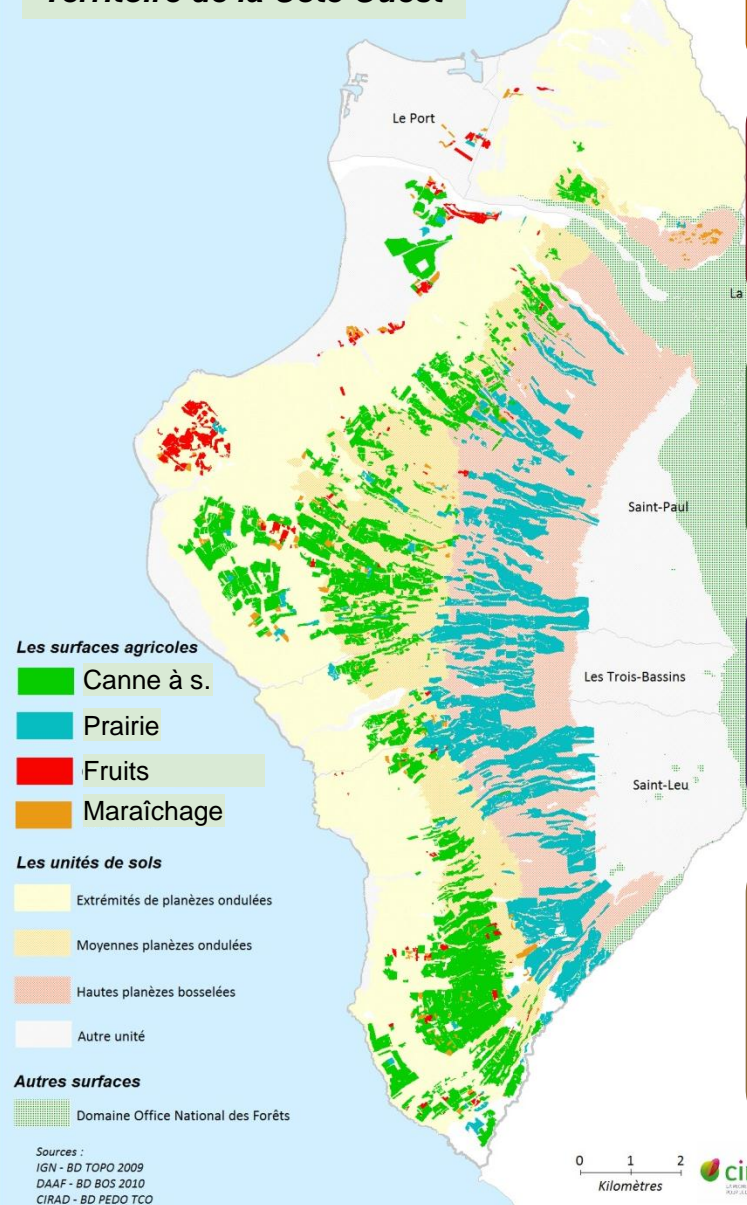 Territoire de la Côte Ouest
Le Port
La
Saint-Paul
Les Trois-Bassins
Saint-Leu
Les surfaces agricoles
Canne à s.
Prairie
Fruits
Maraîchage
Les unités de sols
Extrémités de planèzes ondulées
Moyennes planèzes ondulées
Hautes planèzes bosselées
Autre unité
Autres surfaces
Domaine Office National des Forêts
Sources :
IGN - BD TOPO 2009
DAAF - BD BOS 2010
CIRAD - BD PEDO TCO
0 1 2
Kilomètres